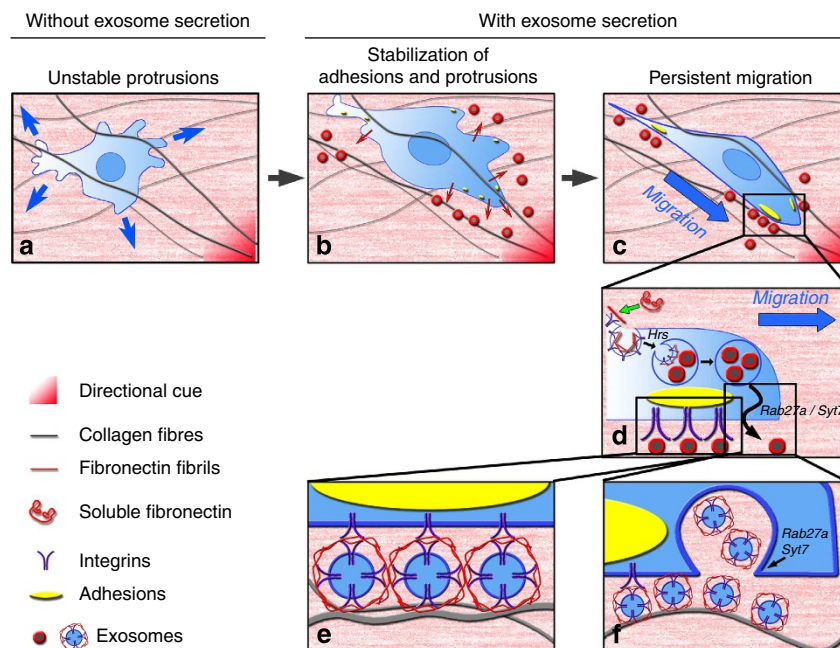 Without exosome secretion
With exosome secretion
Unstable protrusions
Stabilization of
adhesions and protrusions
Persistent migration
a
b
Migration
c
Migration
Hrs
Rab27a / Syt7
d
Directional cue
Collagen fibres
Fibronectin fibrils
Soluble fibronectin
Integrins
Adhesions
Exosomes
e
Rab27a
Syt7
f